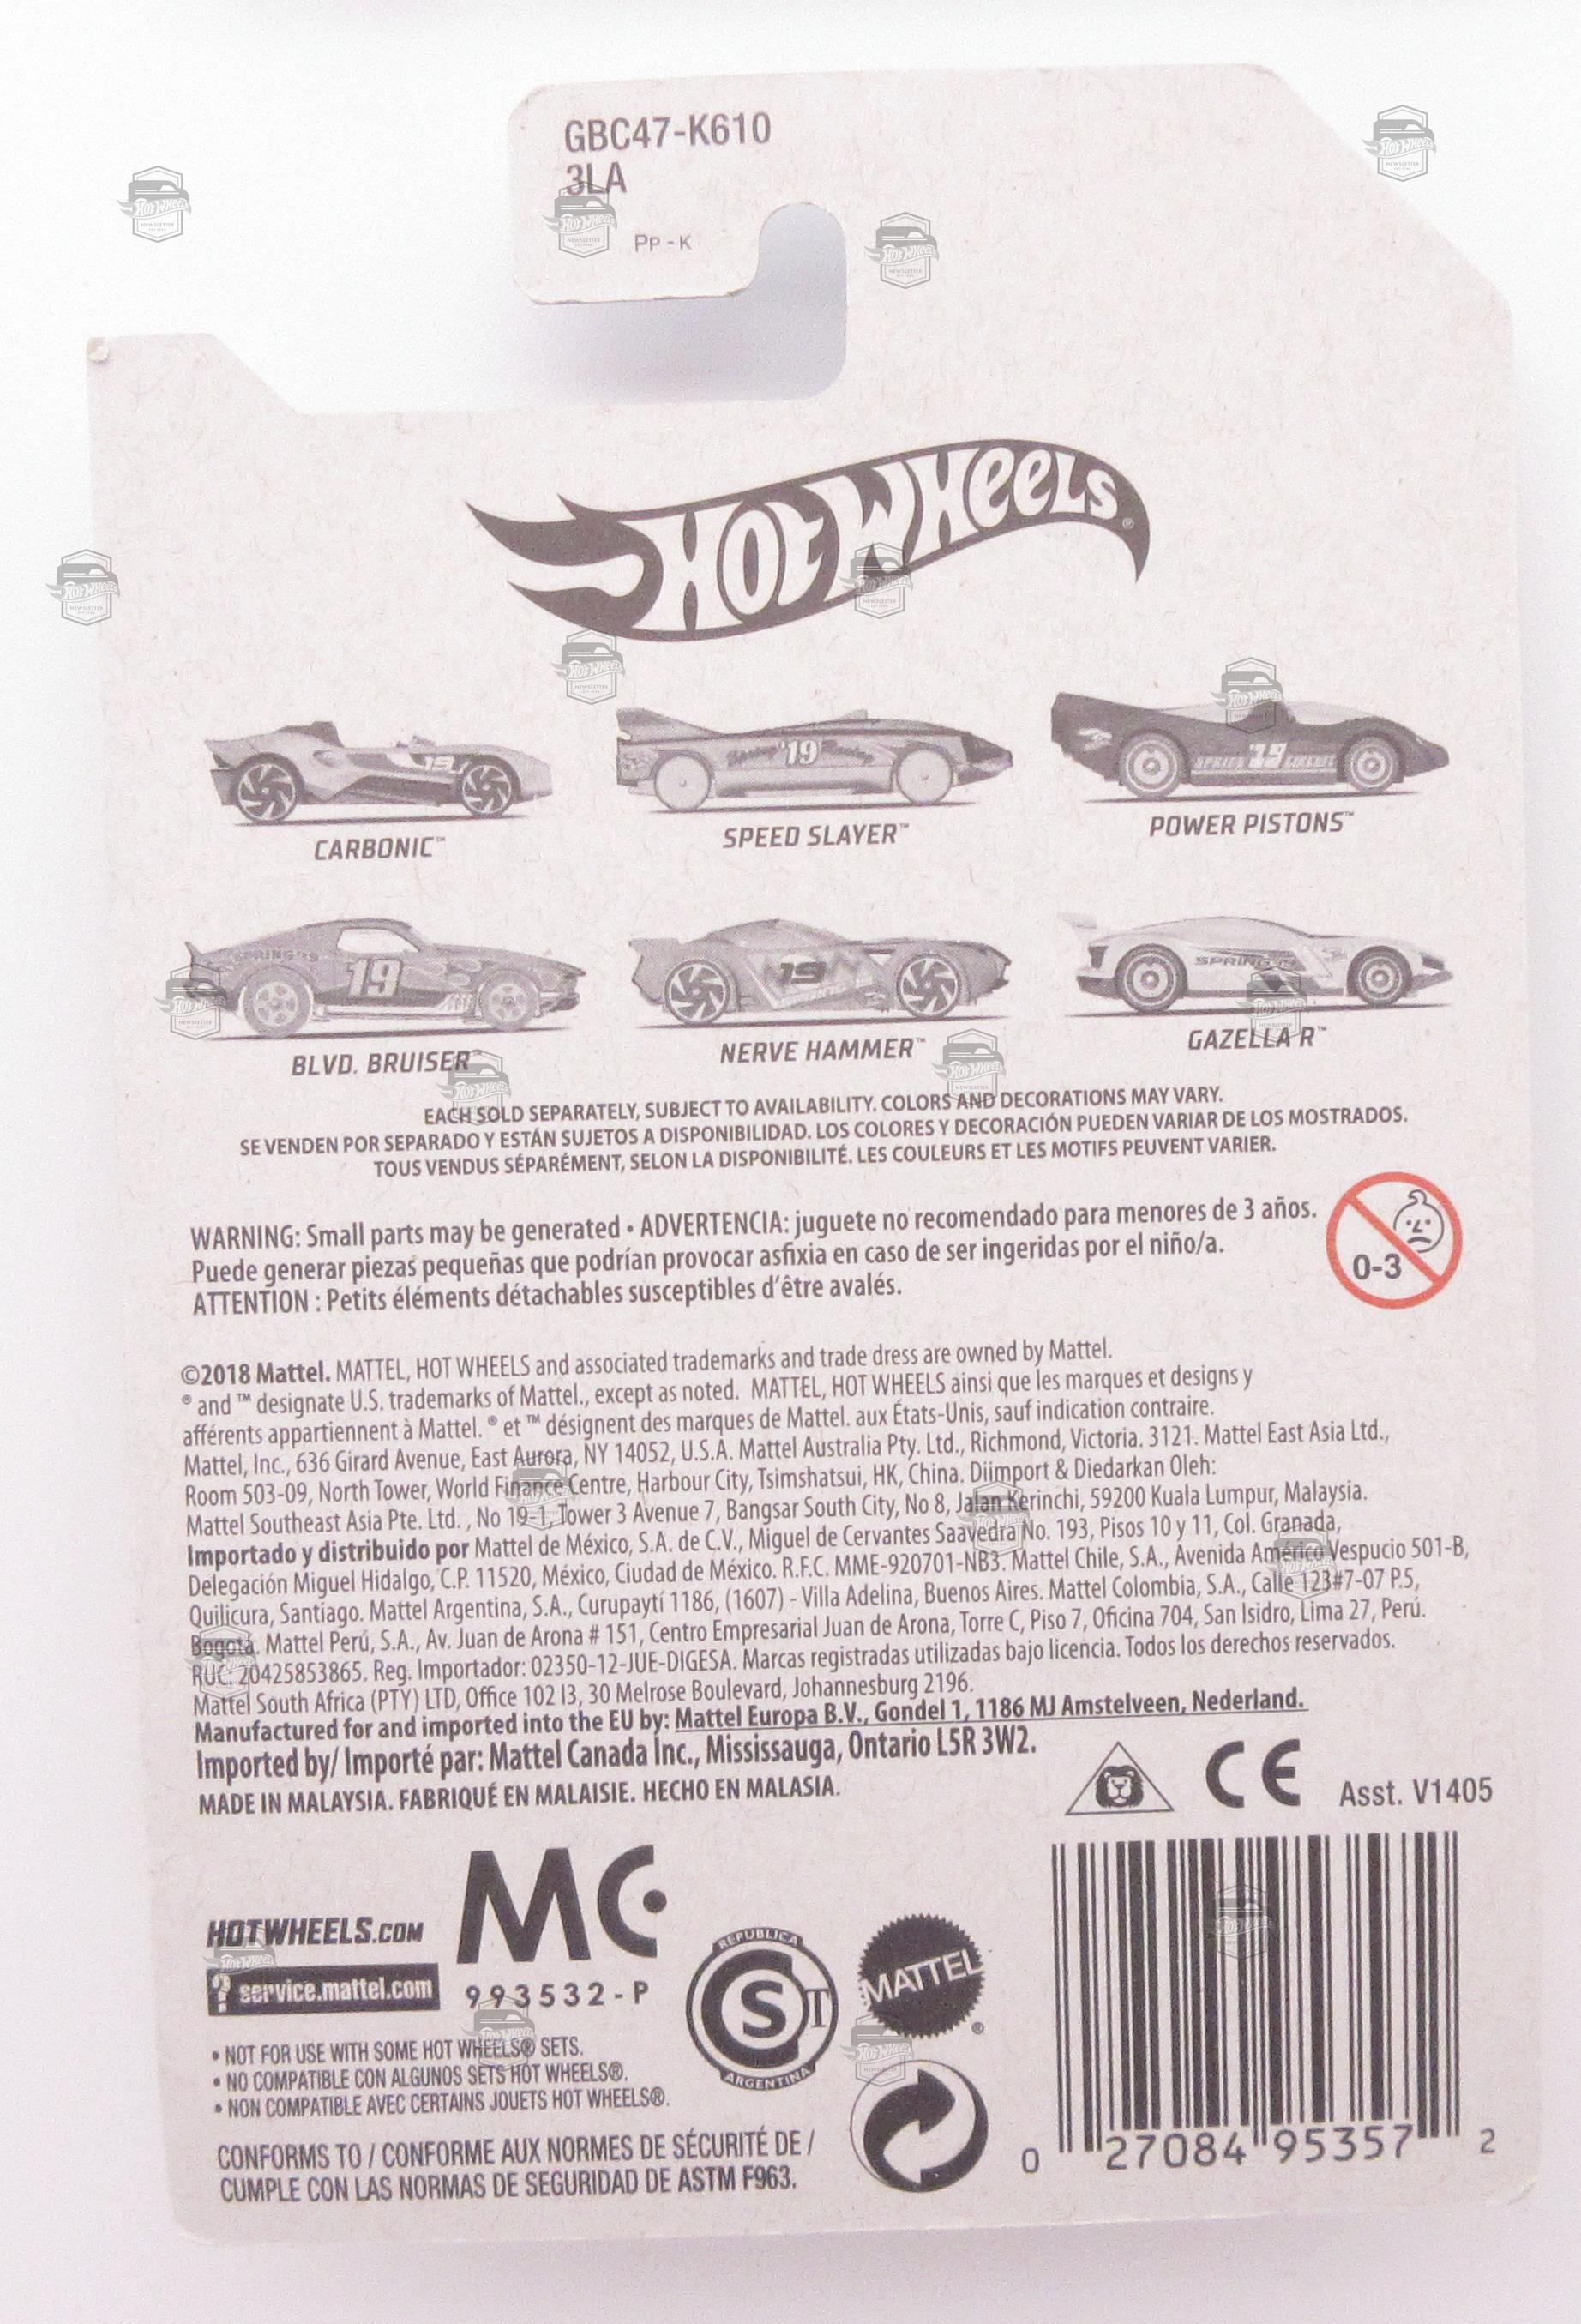 GBC47-K610
3LA
Pp - K
HOT WHEELS®
19
Spring '19 Racing
SPRING 19 CIRCUIT
CARBONIC™
SPEED SLAYER™
POWER PISTONS™
SPRING '19
19
19
SPRING 19
BLVD. BRUISER™
NERVE HAMMER™
GAZELLA R™
EACH SOLD SEPARATELY, SUBJECT TO AVAILABILITY. COLORS AND DECORATIONS MAY VARY.
SE VENDEN POR SEPARADO Y ESTÁN SUJETOS A DISPONIBILIDAD. LOS COLORES Y DECORACIÓN PUEDEN VARIAR DE LOS MOSTRADOS.
TOUS VENDUS SÉPARÉMENT, SELON LA DISPONIBILITÉ. LES COULEURS ET LES MOTIFS PEUVENT VARIER.
WARNING: Small parts may be generated • ADVERTENCIA: juguete no recomendado para menores de 3 años.
Puede generar piezas pequeñas que podrían provocar asfixia en caso de ser ingeridas por el niño/a.
ATTENTION : Petits éléments détachables susceptibles d'être avalés.
0-3
©2018 Mattel. MATTEL, HOT WHEELS and associated trademarks and trade dress are owned by Mattel.
® and ™ designate U.S. trademarks of Mattel., except as noted. MATTEL, HOT WHEELS ainsi que les marques et designs y
afférents appartiennent à Mattel. ® et ™ désignent des marques de Mattel. aux États-Unis, sauf indication contraire.
Mattel, Inc., 636 Girard Avenue, East Aurora, NY 14052, U.S.A. Mattel Australia Pty. Ltd., Richmond, Victoria. 3121. Mattel East Asia Ltd.,
Room 503-09, North Tower, World Finance Centre, Harbour City, Tsimshatsui, HK, China. Diimport & Diedarkan Oleh:
Mattel Southeast Asia Pte. Ltd. , No 19-1, Tower 3 Avenue 7, Bangsar South City, No 8, Jalan Kerinchi, 59200 Kuala Lumpur, Malaysia.
Importado y distribuido por Mattel de México, S.A. de C.V., Miguel de Cervantes Saavedra No. 193, Pisos 10 y 11, Col. Granada,
Delegación Miguel Hidalgo, C.P. 11520, México, Ciudad de México. R.F.C. MME-920701-NB3. Mattel Chile, S.A., Avenida Américo Vespucio 501-B,
Quilicura, Santiago. Mattel Argentina, S.A., Curupaytí 1186, (1607) - Villa Adelina, Buenos Aires. Mattel Colombia, S.A., Calle 123#7-07 P.5,
Bogotá. Mattel Perú, S.A., Av. Juan de Arona # 151, Centro Empresarial Juan de Arona, Torre C, Piso 7, Oficina 704, San Isidro, Lima 27, Perú.
RUC: 20425853865. Reg. Importador: 02350-12-JUE-DIGESA. Marcas registradas utilizadas bajo licencia. Todos los derechos reservados.
Mattel South Africa (PTY) LTD, Office 102 I3, 30 Melrose Boulevard, Johannesburg 2196.
Manufactured for and imported into the EU by: Mattel Europa B.V., Gondel 1, 1186 MJ Amstelveen, Nederland.
Imported by/ Importé par: Mattel Canada Inc., Mississauga, Ontario L5R 3W2.
MADE IN MALAYSIA. FABRIQUÉ EN MALAISIE. HECHO EN MALASIA.
CE
Asst. V1405
HOTWHEELS.COM
? service.mattel.com
MC
993532-P
REPUBLICA
S T
ARGENTINA
MATTEL®
• NOT FOR USE WITH SOME HOT WHEELS® SETS.
• NO COMPATIBLE CON ALGUNOS SETS HOT WHEELS®.
• NON COMPATIBLE AVEC CERTAINS JOUETS HOT WHEELS®.
CONFORMS TO / CONFORME AUX NORMES DE SÉCURITÉ DE /
CUMPLE CON LAS NORMAS DE SEGURIDAD DE ASTM F963.
0 27084 95357 2